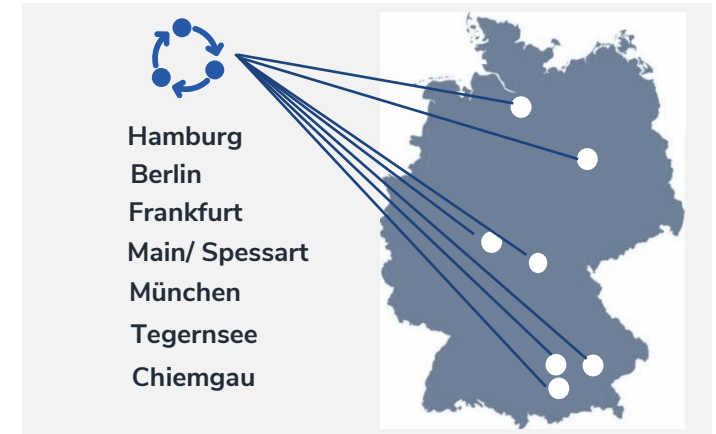 Hamburg
Berlin
Frankfurt
Main/ Spessart
München
Tegernsee
Chiemgau